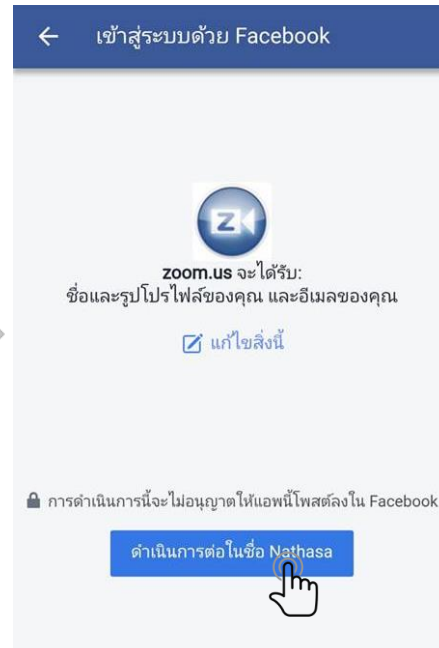 เข้าสู่ระบบด้วย Facebook
Z
zoom.us จะได้รับ:
ชื่อและรูปโปรไฟล์ของคุณ และอีเมลของคุณ
แก้ไขสิ่งนี้
การดำเนินการนี้จะไม่อนุญาตให้แอพนี้โพสต์ลงใน Facebook
ดำเนินการต่อในชื่อ Nathasa